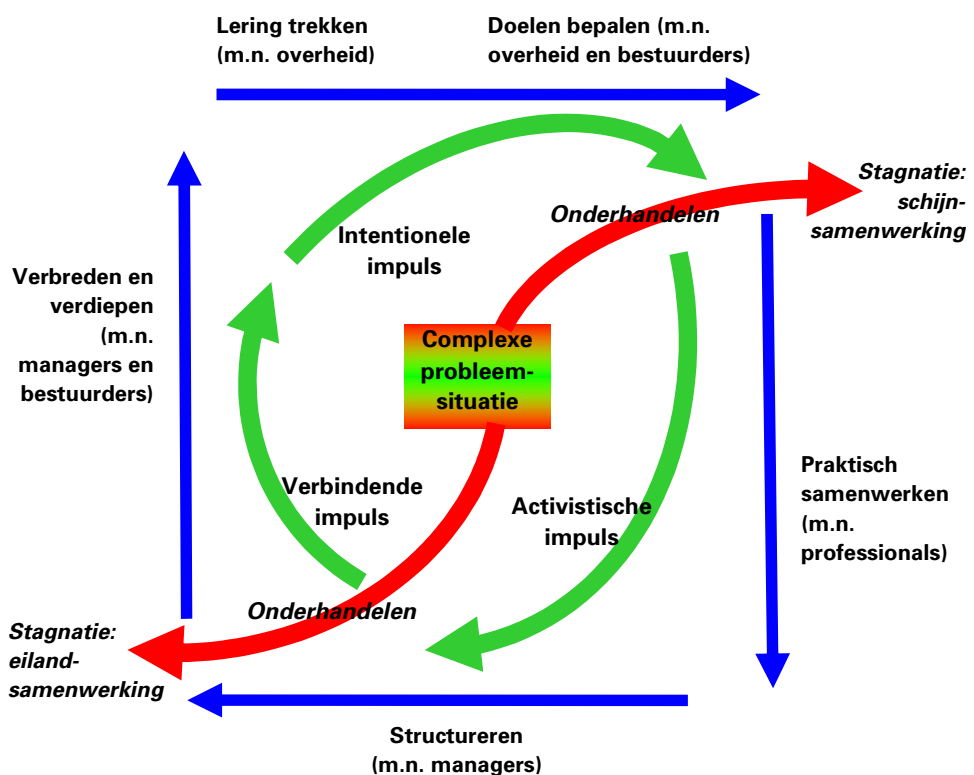 Lering trekken
(m.n. overheid)
Doelen bepalen (m.n.
overheid en bestuurders)
Stagnatie:
schijn-
samenwerking
Onderhandelen
Intentionele
impuls
Verbreden en
verdiepen
(m.n.
managers en
bestuurders)
Complexe
probleem-
situatie
Praktisch
samenwerken
(m.n.
professionals)
Verbindende
impuls
Activistische
impuls
Onderhandelen
Stagnatie:
eiland-
samenwerking
Structureren
(m.n. managers)